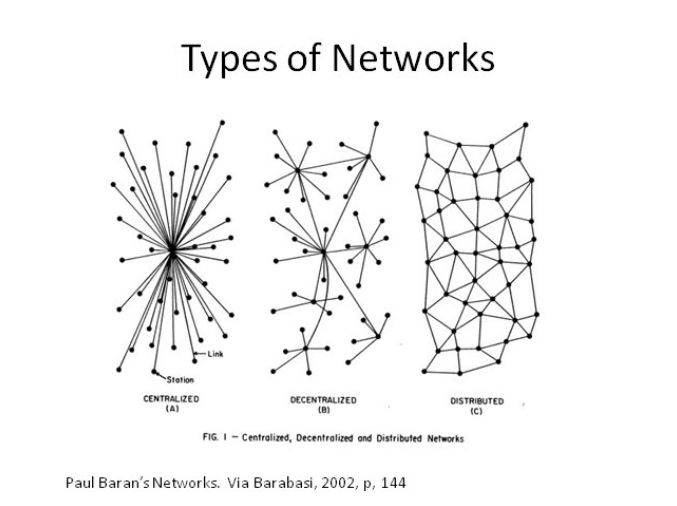 Types of Networks
Link
Station
CENTRALIZED
(A)
DECENTRALIZED
(B)
DISTRIBUTED
(C)
FIG. 1 — Centralized, Decentralized and Distributed Networks
Paul Baran's Networks. Via Barabasi, 2002, p, 144